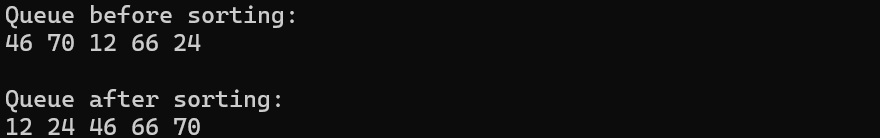 Queue before sorting:
46 70 12 66 24
Queue after sorting:
12 24 46 66 70